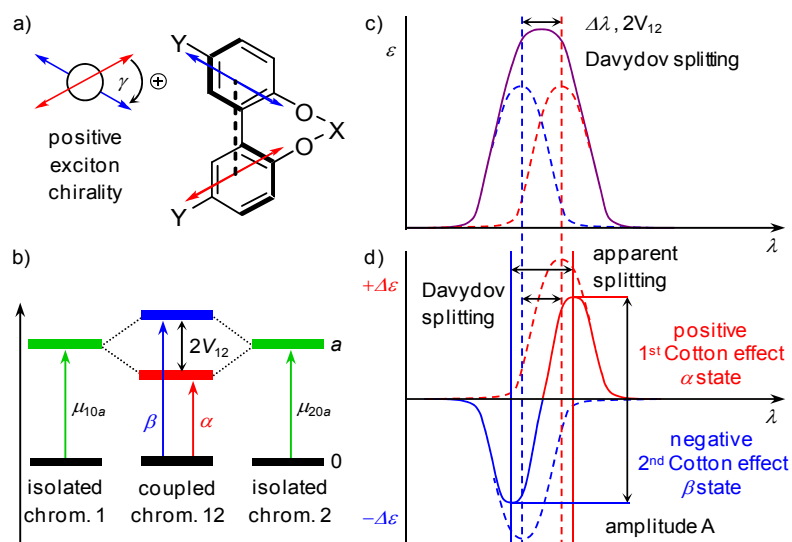 a)
γ
⊕
positive
exciton
chirality
Y
O
X
O
Y
b)
2V12
a
μ10a
β
α
μ20a
0
isolated
chrom. 1
coupled
chrom. 12
isolated
chrom. 2
c)
ε
Δλ, 2V12
Davydov splitting
λ
d)
apparent
splitting
+Δε
Davydov
splitting
positive
1st Cotton effect
α state
λ
negative
2nd Cotton effect
β state
−Δε
amplitude A